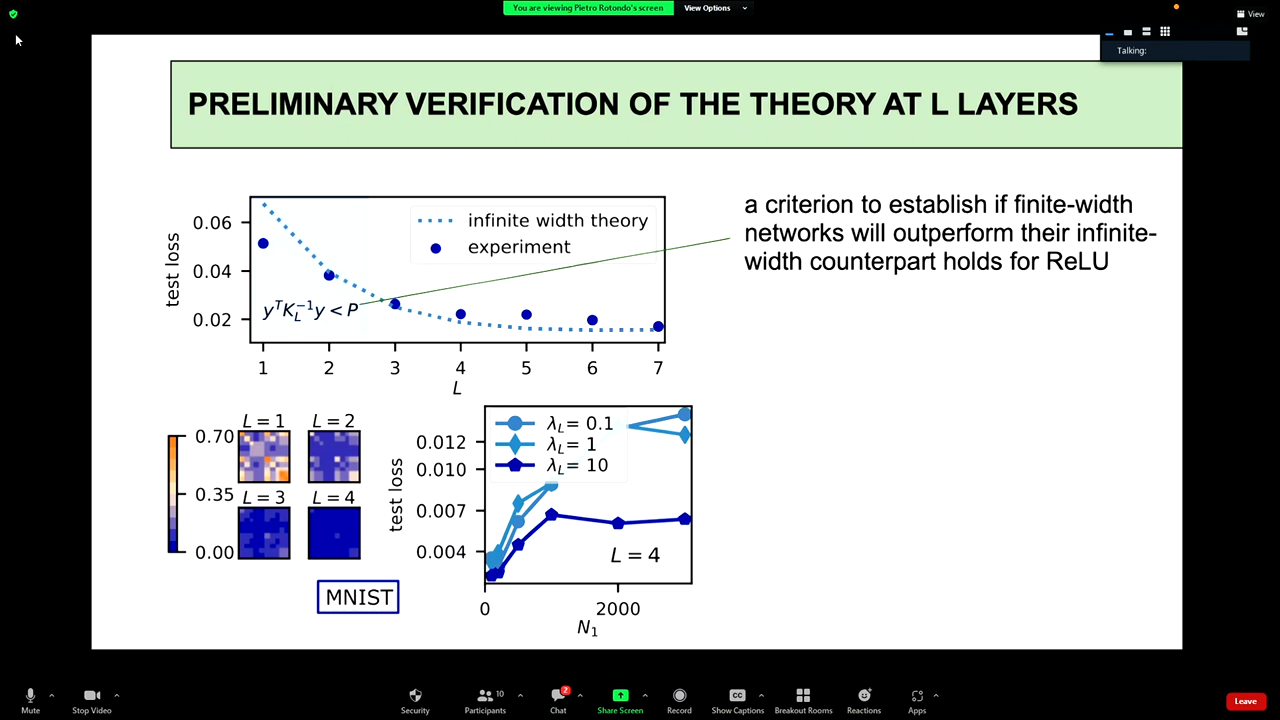 You are viewing Pietro Rotondo's screen
View Options
View
Talking:
PRELIMINARY VERIFICATION OF THE THEORY AT L LAYERS
a criterion to establish if finite-width
networks will outperform their infinite-
width counterpart holds for ReLU
test loss
0.06
0.04
0.02
infinite width theory
experiment
y^T K_L^{-1} y < P
1 2 3 4 5 6 7
L
0.70
0.35
0.00
L = 1
L = 2
L = 3
L = 4
MNIST
test loss
0.012
0.010
0.007
0.004
λ_L = 0.1
λ_L = 1
λ_L = 10
L = 4
0 2000
N_1
Mute
Stop Video
Security
Participants 10
Chat 2
Share Screen
Record
Show Captions
Breakout Rooms
Reactions
Apps
Leave